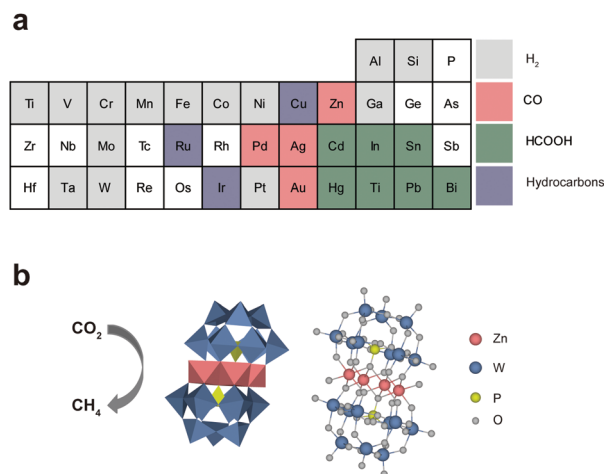 a
Al Si P H2
Ti V Cr Mn Fe Co Ni Cu Zn Ga Ge As CO
Zr Nb Mo Tc Ru Rh Pd Ag Cd In Sn Sb HCOOH
Hf Ta W Re Os Ir Pt Au Hg Ti Pb Bi Hydrocarbons
b
CO2
CH4
Zn
W
P
O